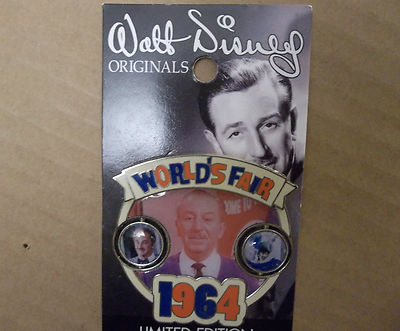 Walt Disney
ORIGINALS
WORLD'S FAIR
1964
LIMITED EDITION